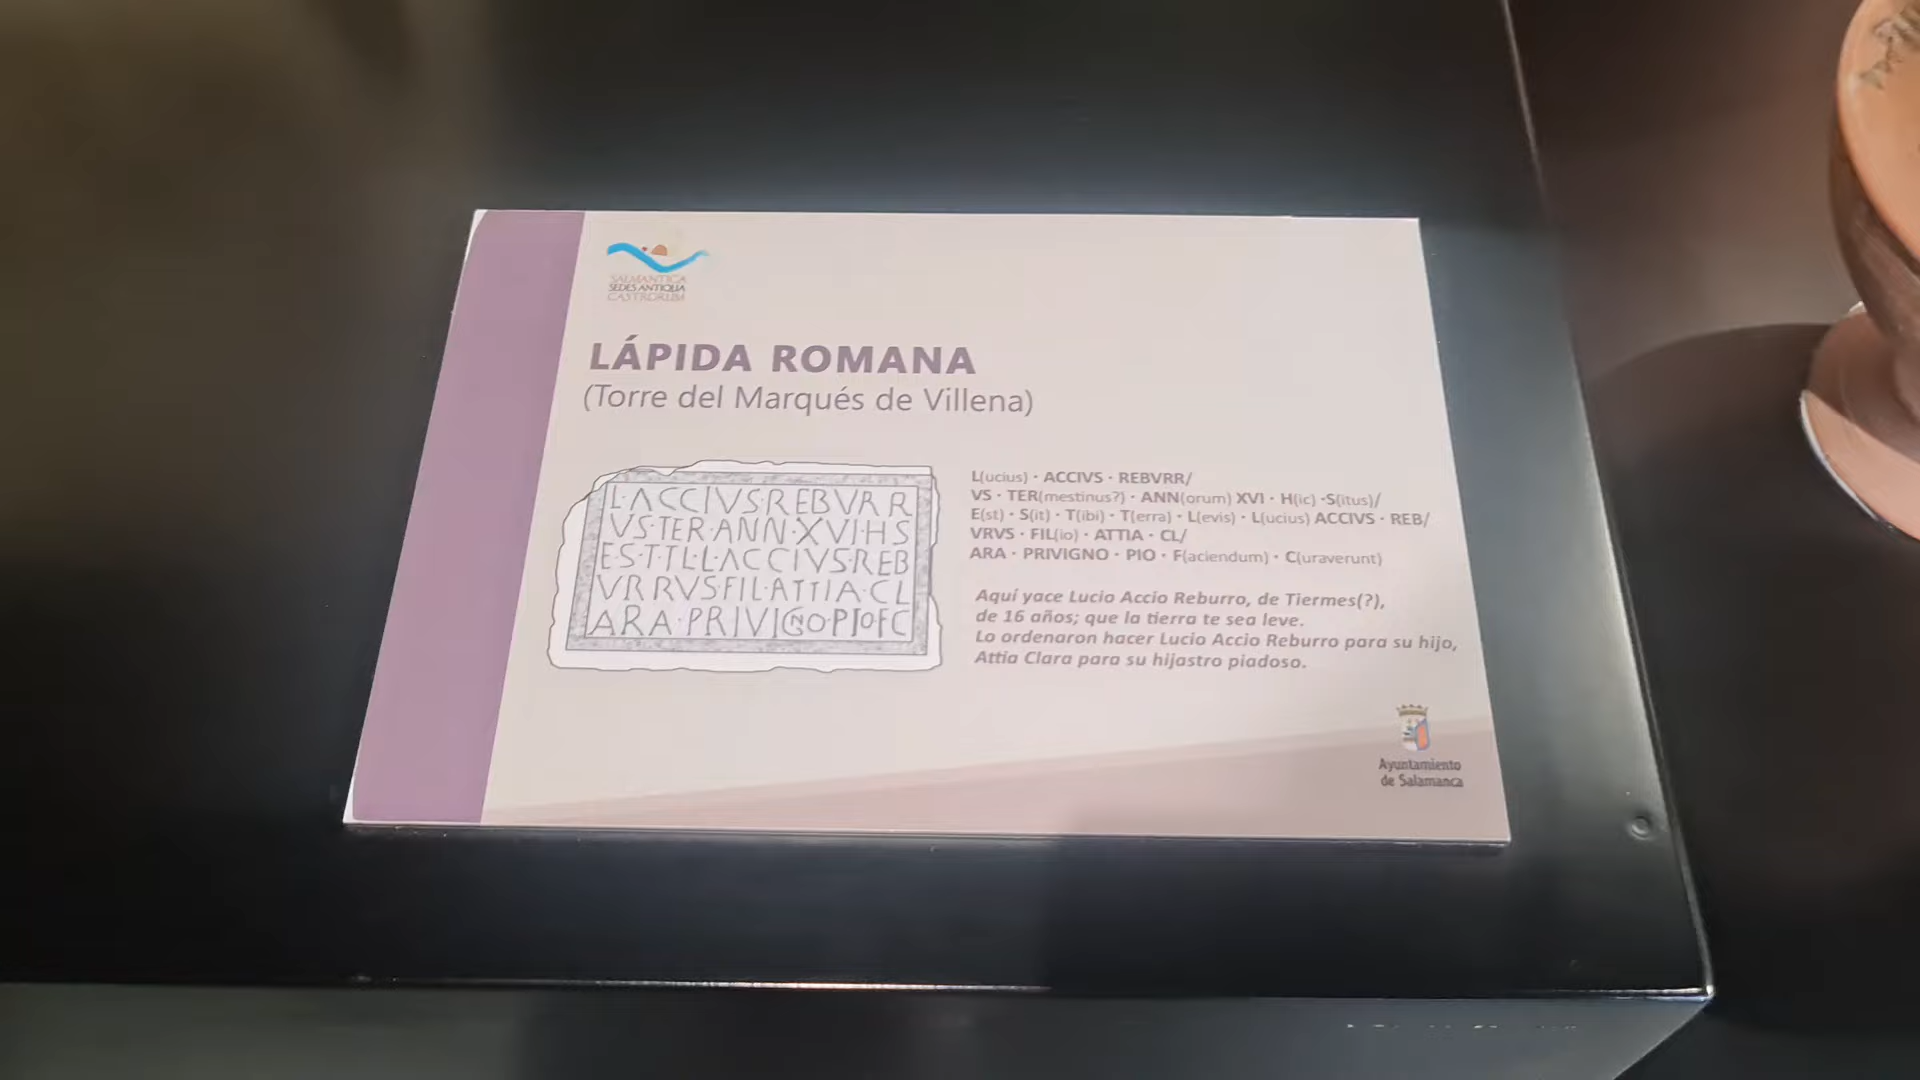 SALMANTICA
SEDES ANTIQUA
CASTRORUM
LÁPIDA ROMANA
(Torre del Marqués de Villena)
L·ACCIVS·REBVRR
VS·TER·ANN·XVI·HS
ES·T·TL·L·ACCIVS·REB
VRRVS·FIL·ATTIA·CL
ARA·PRIVIGNO·PIO·FC
L(ucius) · ACCIVS · REBVRR/
VS · TER(mestinus?) · ANN(orum) XVI · H(ic) ·S(itus)/
E(st) · S(it) · T(ibi) · T(erra) · L(evis) · L(ucius) ACCIVS · REB/
VRVS · FIL(io) · ATTIA · CL/
ARA · PRIVIGNO · PIO · F(aciendum) · C(uraverunt)
Aquí yace Lucio Accio Reburro, de Tiermes(?),
de 16 años; que la tierra te sea leve.
Lo ordenaron hacer Lucio Accio Reburro para su hijo,
Attia Clara para su hijastro piadoso.
Ayuntamiento
de Salamanca